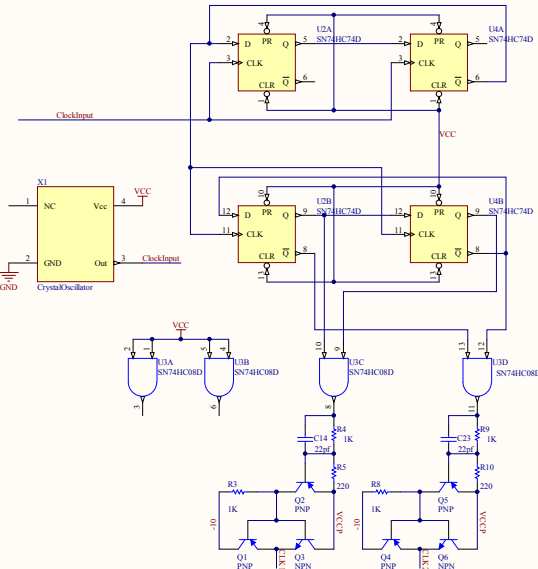 U2A
SN74HC74D
U4A
SN74HC74D
4
PR
4
PR
2
D
Q
5
2
D
Q
5
3
CLK
3
CLK
Q
6
Q
6
CLR
CLR
1
1
ClockInput
VCC
X1
1
NC
Vcc
4
VCC
2
GND
Out
3
ClockInput
GND
CrystalOscillator
U2B
SN74HC74D
U4B
SN74HC74D
10
PR
10
PR
12
D
Q
9
12
D
Q
9
11
CLK
11
CLK
Q
8
Q
8
CLR
CLR
13
13
VCC
2
1
5
4
10
9
13
12
U3A
SN74HC08D
U3B
SN74HC08D
U3C
SN74HC08D
U3D
SN74HC08D
3
6
8
11
R4
1K
C14
22pf
R5
220
R9
1K
C23
22pf
R10
220
R3
1K
Q2
PNP
R8
1K
Q5
PNP
-10
VCCP
-10
VCCP
Q1
PNP
Q3
NPN
Q4
PNP
Q6
NPN